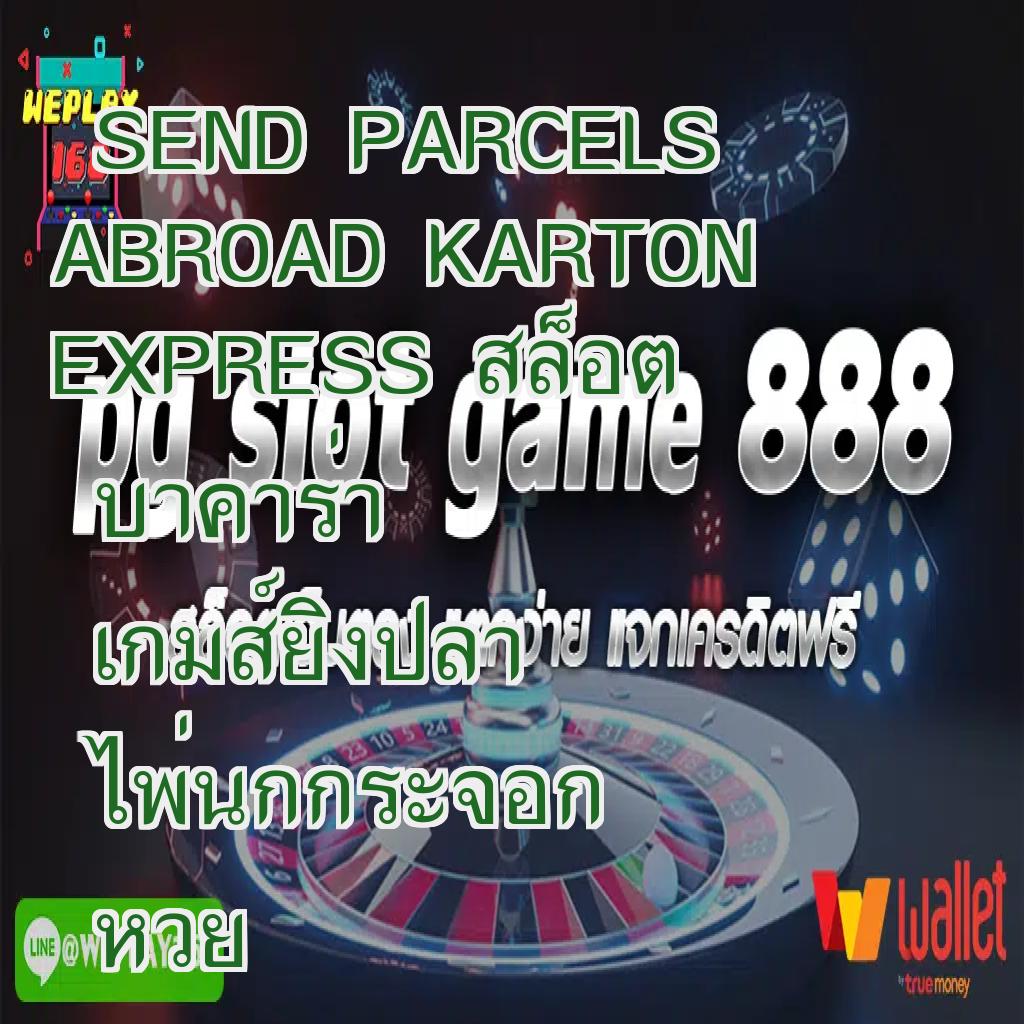 WEPLAY
168
SEND PARCELS
ABROAD KARTON
EXPRESS สล็อต
pg slot game 888
บาคาร่า
เกมส์ยิงปลา
แจกเครดิตฟรี
ไพ่นกกระจอก
หวย
LINE
wallet
by truemoney